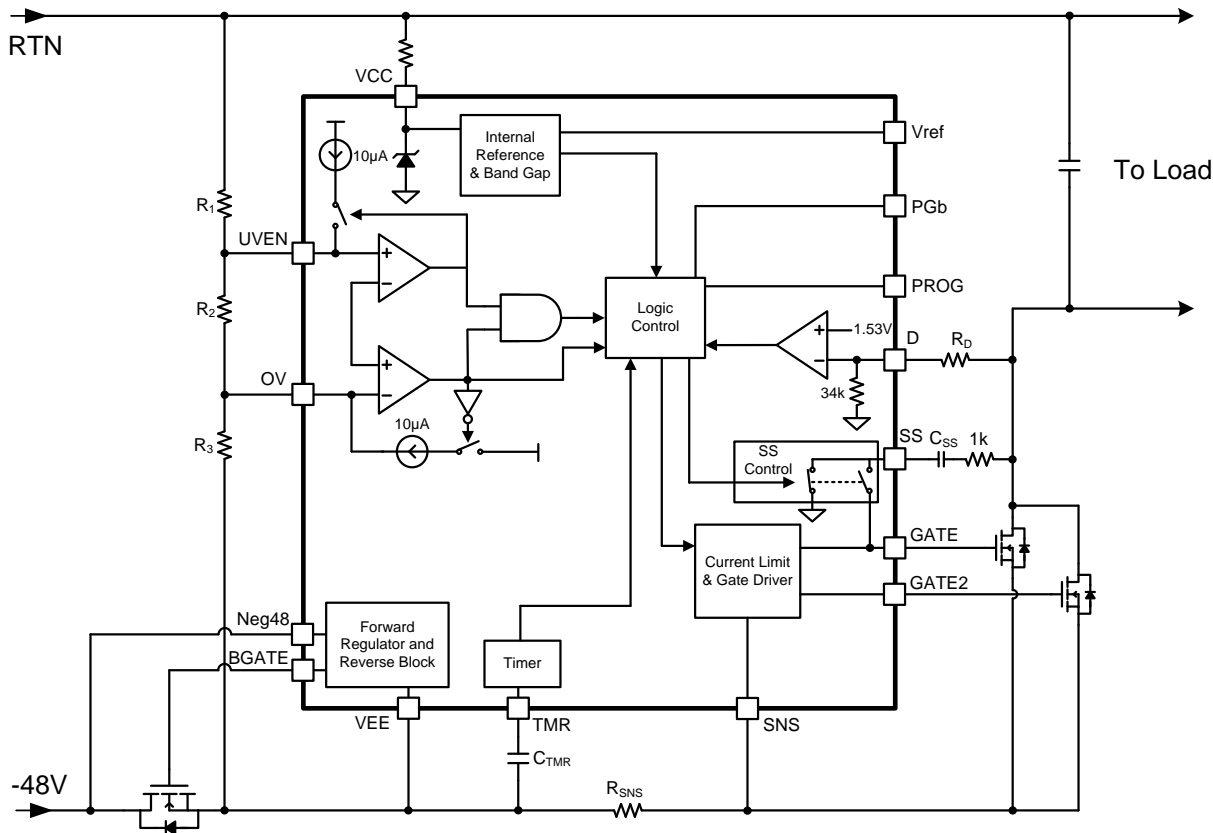 RTN
VCC
Vref
Internal
Reference
& Band Gap
10µA
To Load
R1
PGb
UVEN
PROG
Logic
Control
R2
1.53V
D
RD
OV
34k
10µA
R3
SS
CSS
1k
SS
Control
GATE
Current Limit
& Gate Driver
GATE2
Neg48
Forward
Regulator and
Reverse Block
BGATE
Timer
VEE
TMR
SNS
CTMR
-48V
RSNS